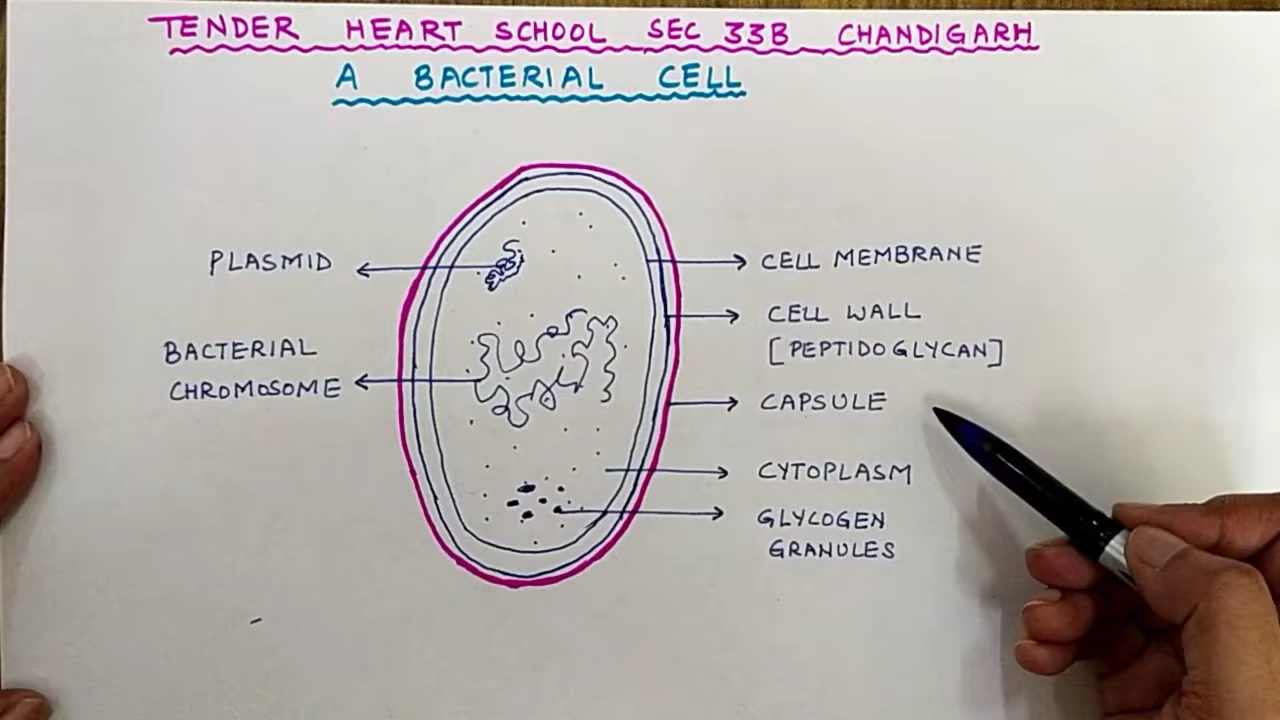 TENDER HEART SCHOOL SEC 33B CHANDIGARH
A BACTERIAL CELL
PLASMID
BACTERIAL
CHROMOSOME
CELL MEMBRANE
CELL WALL
[PEPTIDOGLYCAN]
CAPSULE
CYTOPLASM
GLYCOGEN
GRANULES